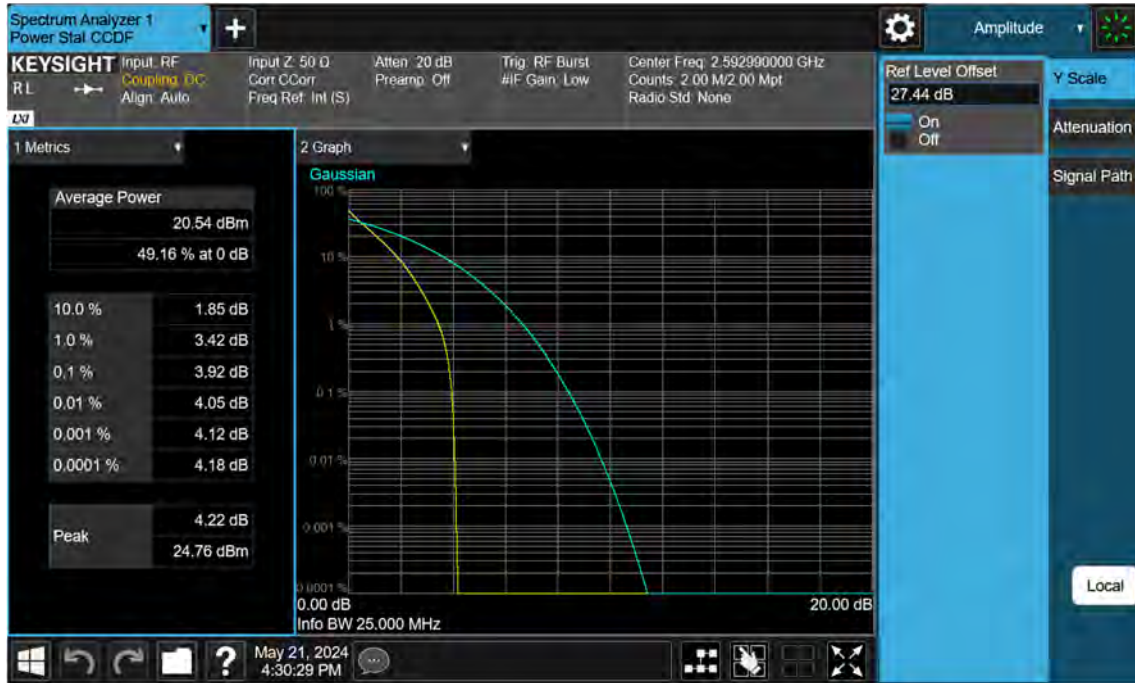 Spectrum Analyzer 1
Power Stat CCDF
+
Amplitude
KEYSIGHT
RL
LXI
Input: RF
Coupling: DC
Align: Auto
Input Z: 50 Ω
Corr CCorr
Freq Ref: Int (S)
Atten: 20 dB
Preamp: Off
Trig: RF Burst
#IF Gain: Low
Center Freq: 2.592990000 GHz
Counts: 2.00 M/2.00 Mpt
Radio Std: None
Ref Level Offset
27.44 dB
On
Off
Y Scale
Attenuation
Signal Path
1 Metrics
Average Power
20.54 dBm
49.16 % at 0 dB
10.0 % 1.85 dB
1.0 % 3.42 dB
0.1 % 3.92 dB
0.01 % 4.05 dB
0.001 % 4.12 dB
0.0001 % 4.18 dB
Peak
4.22 dB
24.76 dBm
2 Graph
Gaussian
100 %
10 %
1 %
0.1 %
0.01 %
0.001 %
0.0001 %
0.00 dB 20.00 dB
Info BW 25.000 MHz
Local
?
May 21, 2024
4:30:29 PM